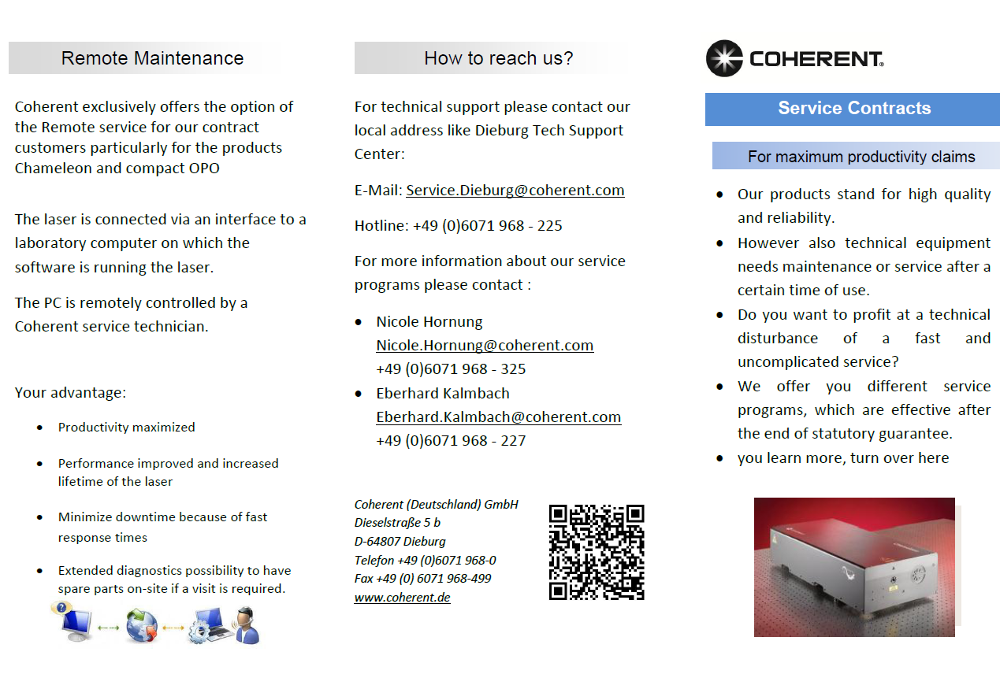 Remote Maintenance
Coherent exclusively offers the option of
the Remote service for our contract
customers particularly for the products
Chameleon and compact OPO
The laser is connected via an interface to a
laboratory computer on which the
software is running the laser.
The PC is remotely controlled by a
Coherent service technician.
Your advantage:
• Productivity maximized
• Performance improved and increased
lifetime of the laser
• Minimize downtime because of fast
response times
• Extended diagnostics possibility to have
spare parts on-site if a visit is required.
?
How to reach us?
For technical support please contact our
local address like Dieburg Tech Support
Center:
E-Mail: Service.Dieburg@coherent.com
Hotline: +49 (0)6071 968 - 225
For more information about our service
programs please contact :
• Nicole Hornung
Nicole.Hornung@coherent.com
+49 (0)6071 968 - 325
• Eberhard Kalmbach
Eberhard.Kalmbach@coherent.com
+49 (0)6071 968 - 227
Coherent (Deutschland) GmbH
Dieselstraße 5 b
D-64807 Dieburg
Telefon +49 (0)6071 968-0
Fax +49 (0) 6071 968-499
www.coherent.de
COHERENT®
Service Contracts
For maximum productivity claims
• Our products stand for high quality
and reliability.
• However also technical equipment
needs maintenance or service after a
certain time of use.
• Do you want to profit at a technical
disturbance of a fast and
uncomplicated service?
• We offer you different service
programs, which are effective after
the end of statutory guarantee.
• you learn more, turn over here